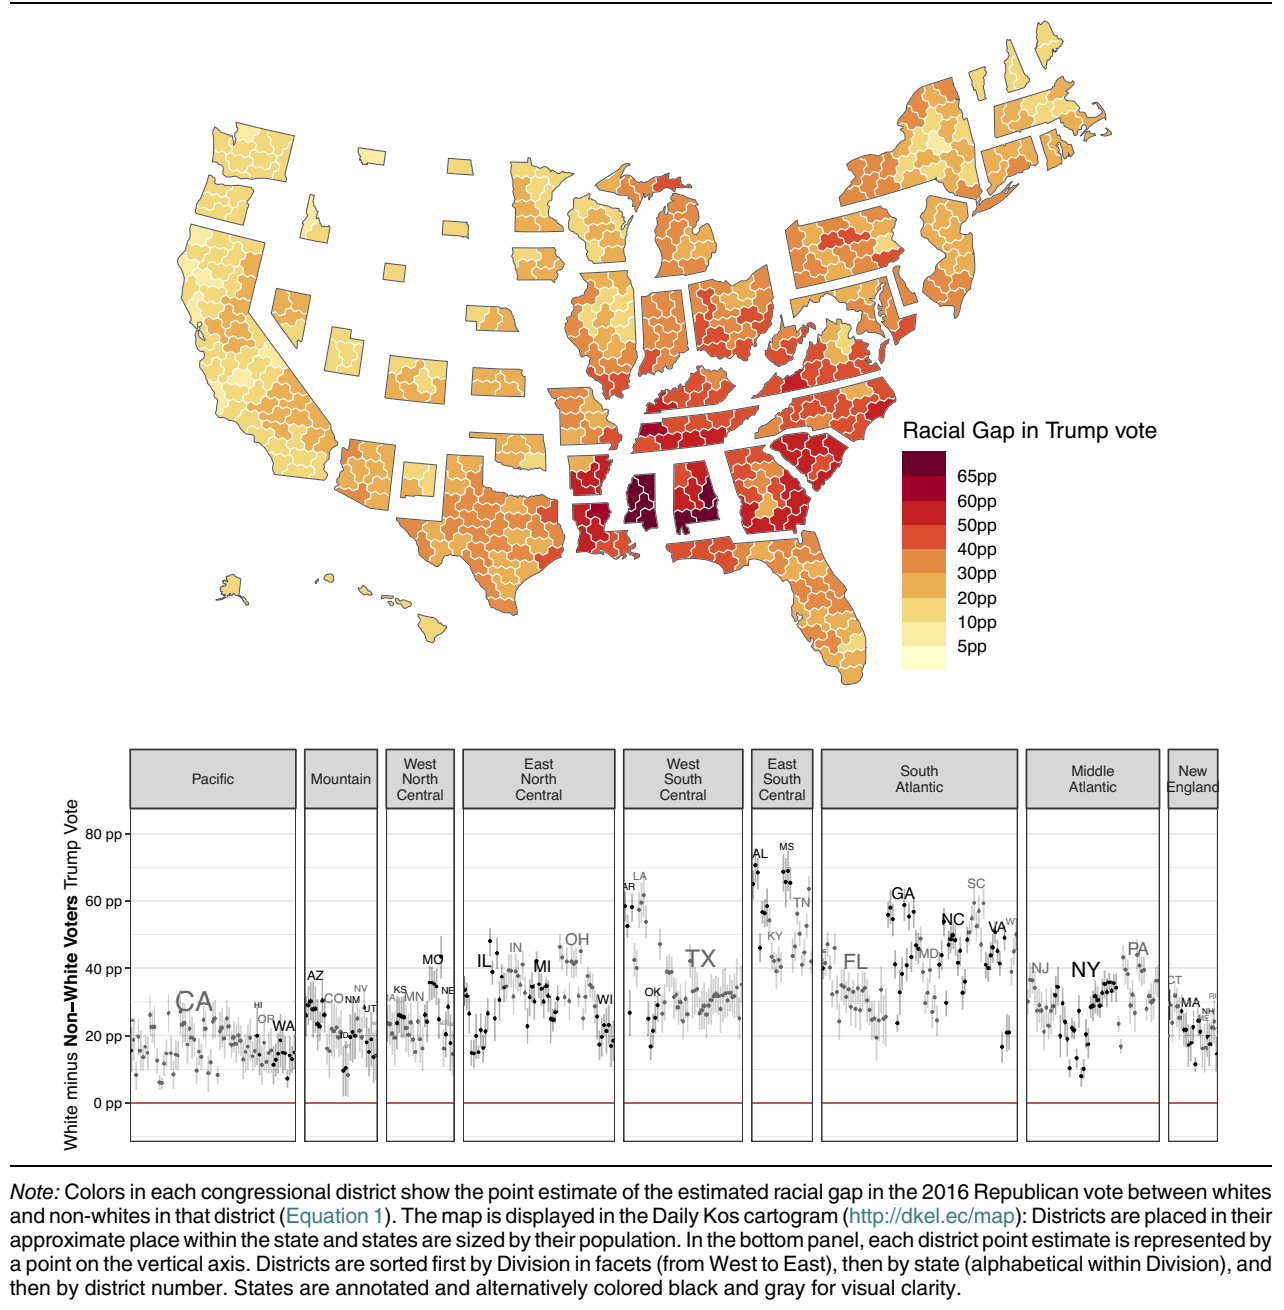 Racial Gap in Trump vote
65pp
60pp
50pp
40pp
30pp
20pp
10pp
5pp
Pacific
Mountain
West
North
Central
East
North
Central
West
South
Central
East
South
Central
South
Atlantic
Middle
Atlantic
New
England
White minus Non−White Voters Trump Vote
80 pp
60 pp
40 pp
20 pp
0 pp
CA
HI
OR
WA
AZ
CO
ID
NM
NV
UT
IA
KS
MN
MO
NE
IL
IN
MI
OH
WI
AR
LA
OK
TX
AL
KY
MS
TN
FL
GA
MD
NC
SC
VA
NJ
NY
PA
CT
MA
NH
RI
Note: Colors in each congressional district show the point estimate of the estimated racial gap in the 2016 Republican vote between whites
and non-whites in that district (Equation 1). The map is displayed in the Daily Kos cartogram (http://dkel.ec/map): Districts are placed in their
approximate place within the state and states are sized by their population. In the bottom panel, each district point estimate is represented by
a point on the vertical axis. Districts are sorted first by Division in facets (from West to East), then by state (alphabetical within Division), and
then by district number. States are annotated and alternatively colored black and gray for visual clarity.